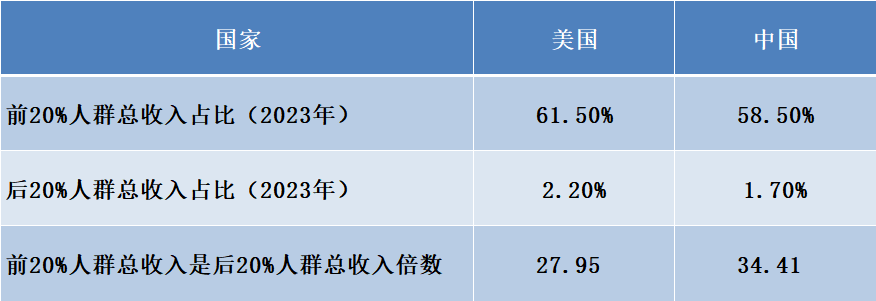 国家 美国 中国
前20%人群总收入占比（2023年） 61.50% 58.50%
后20%人群总收入占比（2023年） 2.20% 1.70%
前20%人群总收入是后20%人群总收入倍数 27.95 34.41